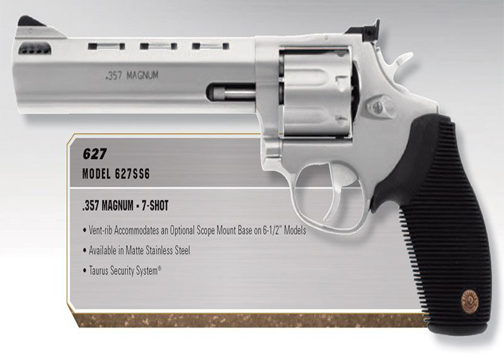 .357 MAGNUM
627
MODEL 627SS6
.357 MAGNUM • 7-SHOT
• Vent-rib Accommodates an Optional Scope Mount Base on 6-1/2" Models
• Available in Matte Stainless Steel
• Taurus Security System®